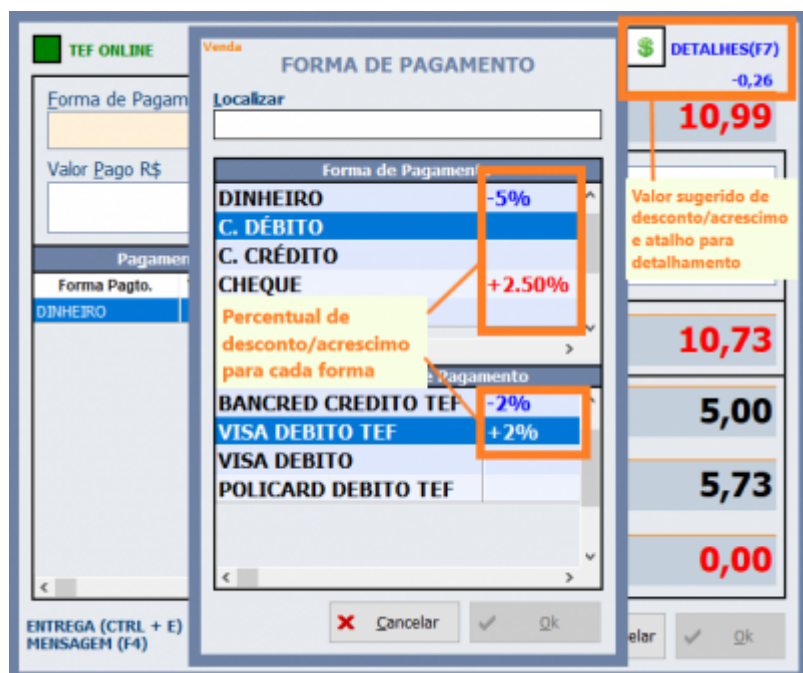 TEF ONLINE
Venda
FORMA DE PAGAMENTO
DETALHES(F7)
-0,26
Forma de Pagam
Localizar
10,99
Valor Pago R$
Forma de Pagament
DINHEIRO -5%
C. DÉBITO
C. CRÉDITO
CHEQUE +2.50%
Valor sugerido de
desconto/acrescimo
e atalho para
detalhamento
Pagamen
Forma Pagto.
DINHEIRO
Percentual de
desconto/acrescimo
para cada forma
10,73
e Pagamento
BANCRED CREDITO TEF -2%
VISA DEBITO TEF +2%
VISA DEBITO
POLICARD DEBITO TEF
5,00
5,73
0,00
ENTREGA (CTRL + E)
MENSAGEM (F4)
Cancelar
Ok
elar
Ok